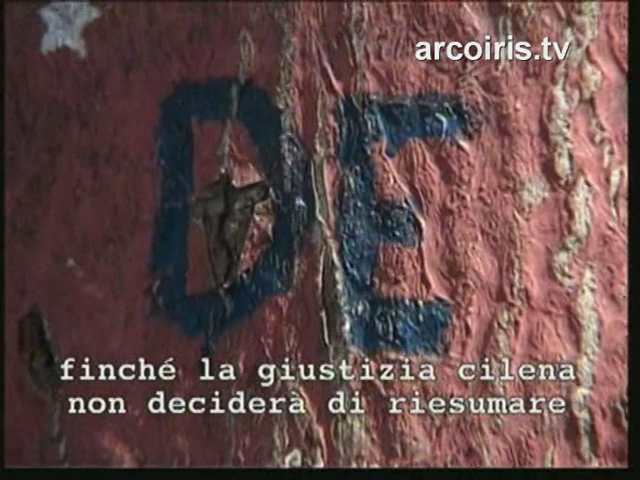 arcoiris.tv
DE
finché la giustizia cilena
non deciderà di riesumare